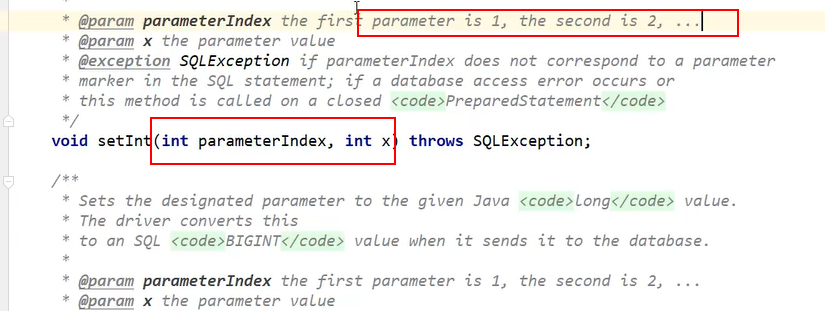 * @param parameterIndex the first parameter is 1, the second is 2, ...
* @param x the parameter value
* @exception SQLException if parameterIndex does not correspond to a parameter
* marker in the SQL statement; if a database access error occurs or
* this method is called on a closed <code>PreparedStatement</code>
*/
void setInt(int parameterIndex, int x) throws SQLException;
/**
* Sets the designated parameter to the given Java <code>long</code> value.
* The driver converts this
* to an SQL <code>BIGINT</code> value when it sends it to the database.
*
* @param parameterIndex the first parameter is 1, the second is 2, ...
* @param x the parameter value